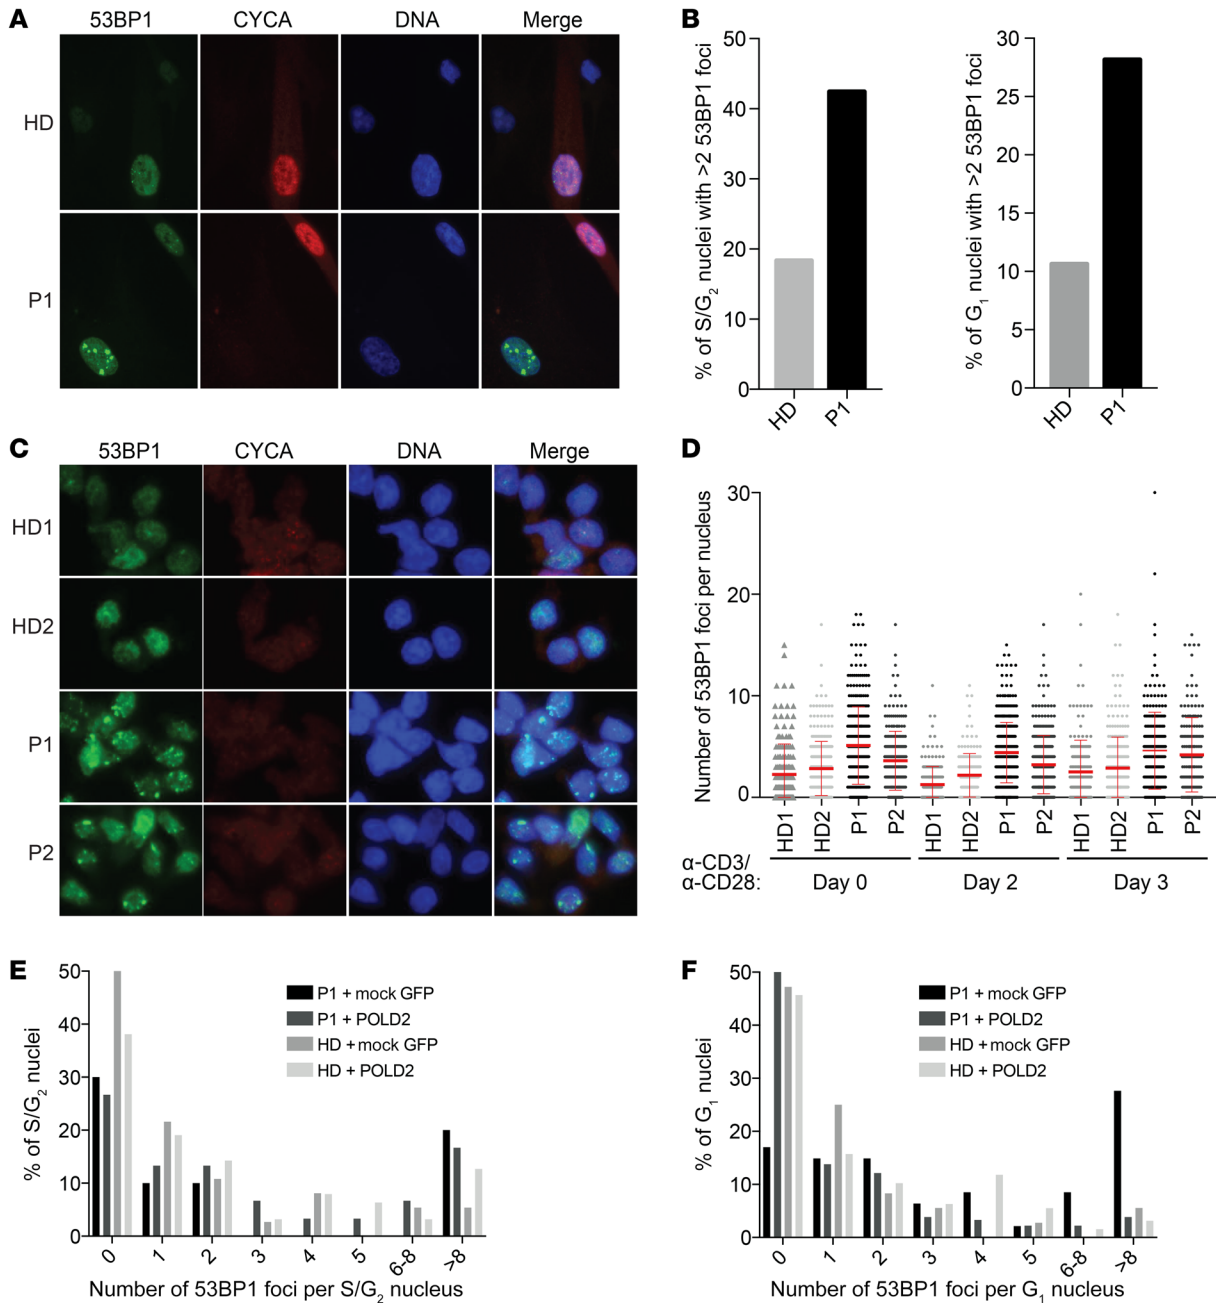 A
53BP1 CYCA DNA Merge
HD
P1
B
% of S/G2 nuclei with >2 53BP1 foci
50
40
30
20
10
0
HD P1
% of G1 nuclei with >2 53BP1 foci
30
25
20
15
10
5
0
HD P1
C
53BP1 CYCA DNA Merge
HD1
HD2
P1
P2
D
Number of 53BP1 foci per nucleus
30
20
10
0
HD1 HD2 P1 P2 HD1 HD2 P1 P2 HD1 HD2 P1 P2
α-CD3/
α-CD28: Day 0 Day 2 Day 3
E
% of S/G2 nuclei
50
40
30
20
10
0
P1 + mock GFP
P1 + POLD2
HD + mock GFP
HD + POLD2
0 1 2 3 4 5 6-8 >8
Number of 53BP1 foci per S/G2 nucleus
F
% of G1 nuclei
50
40
30
20
10
0
P1 + mock GFP
P1 + POLD2
HD + mock GFP
HD + POLD2
0 1 2 3 4 5 6-8 >8
Number of 53BP1 foci per G1 nucleus